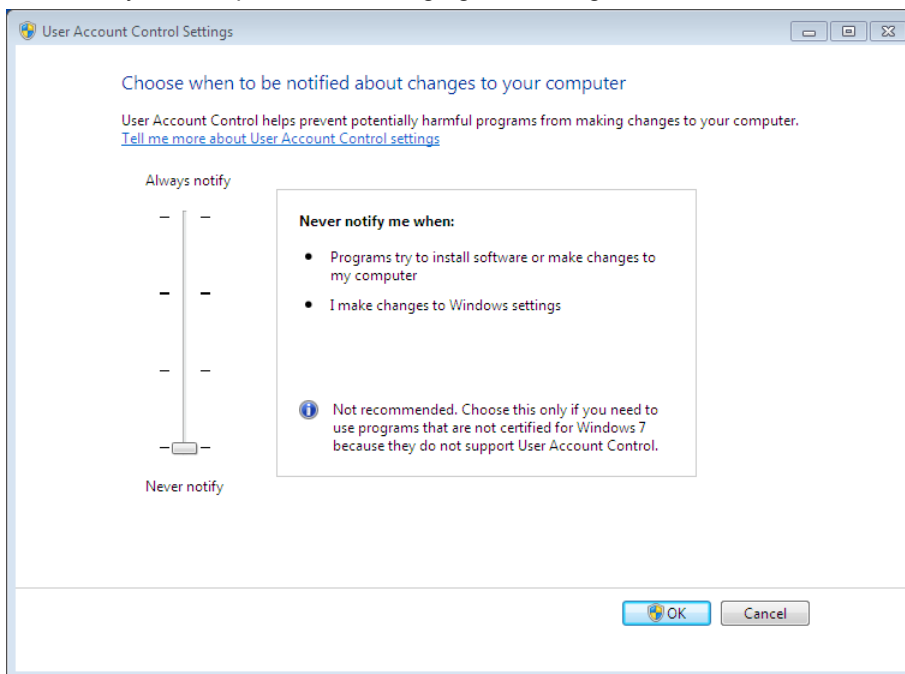 User Account Control Settings
Choose when to be notified about changes to your computer
User Account Control helps prevent potentially harmful programs from making changes to your computer.
Tell me more about User Account Control settings
Always notify
Never notify me when:
• Programs try to install software or make changes to
my computer
• I make changes to Windows settings
Not recommended. Choose this only if you need to
use programs that are not certified for Windows 7
because they do not support User Account Control.
Never notify
OK
Cancel